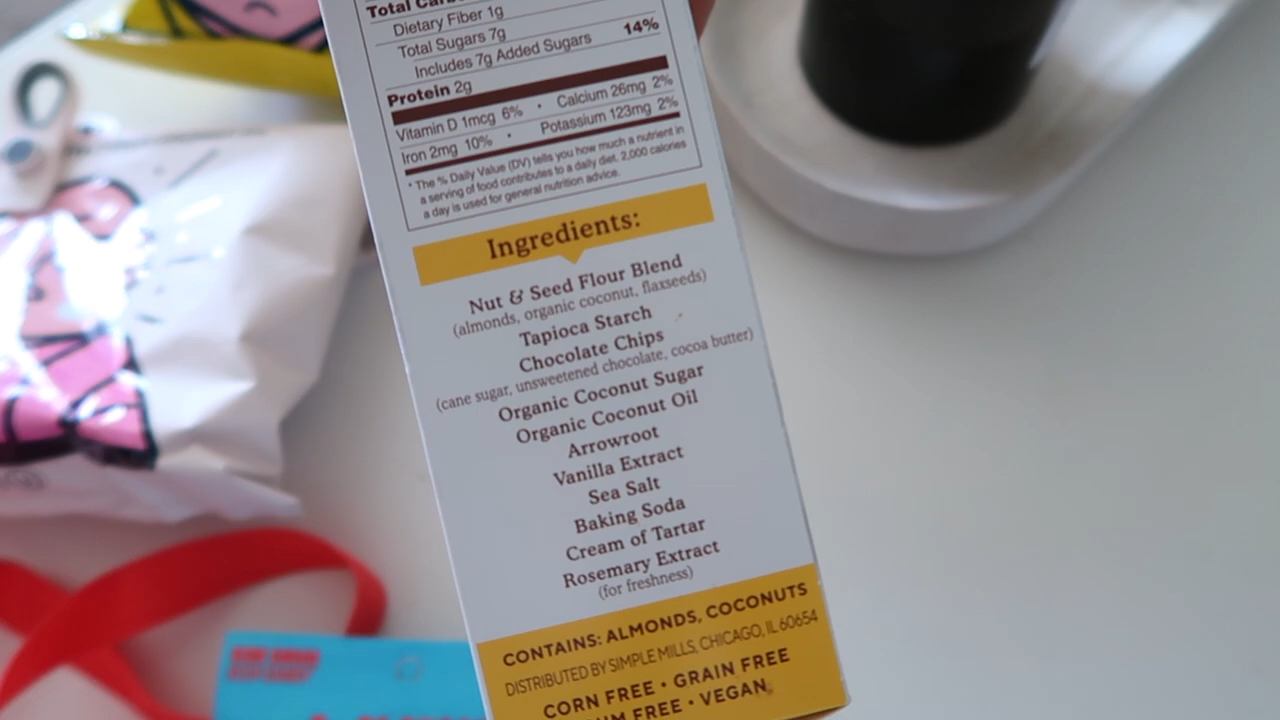 Total
Dietary Fiber 1g
Total Sugars 7g
Includes 7g Added Sugars 14%
Protein 2g
Vitamin D 1mcg 6% • Calcium 26mg 2%
Iron 2mg 10% • Potassium 123mg 2%
* The % Daily Value (DV) tells you how much a nutrient in
a serving of food contributes to a daily diet. 2,000 calories
a day is used for general nutrition advice.
Ingredients:
Nut & Seed Flour Blend
(almonds, organic coconut, flaxseeds)
Tapioca Starch
Chocolate Chips
(cane sugar, unsweetened chocolate, cocoa butter)
Organic Coconut Sugar
Organic Coconut Oil
Arrowroot
Vanilla Extract
Sea Salt
Baking Soda
Cream of Tartar
Rosemary Extract
(for freshness)
CONTAINS: ALMONDS, COCONUTS
DISTRIBUTED BY SIMPLE MILLS, CHICAGO, IL 60654
CORN FREE • GRAIN FREE
FREE • VEGAN